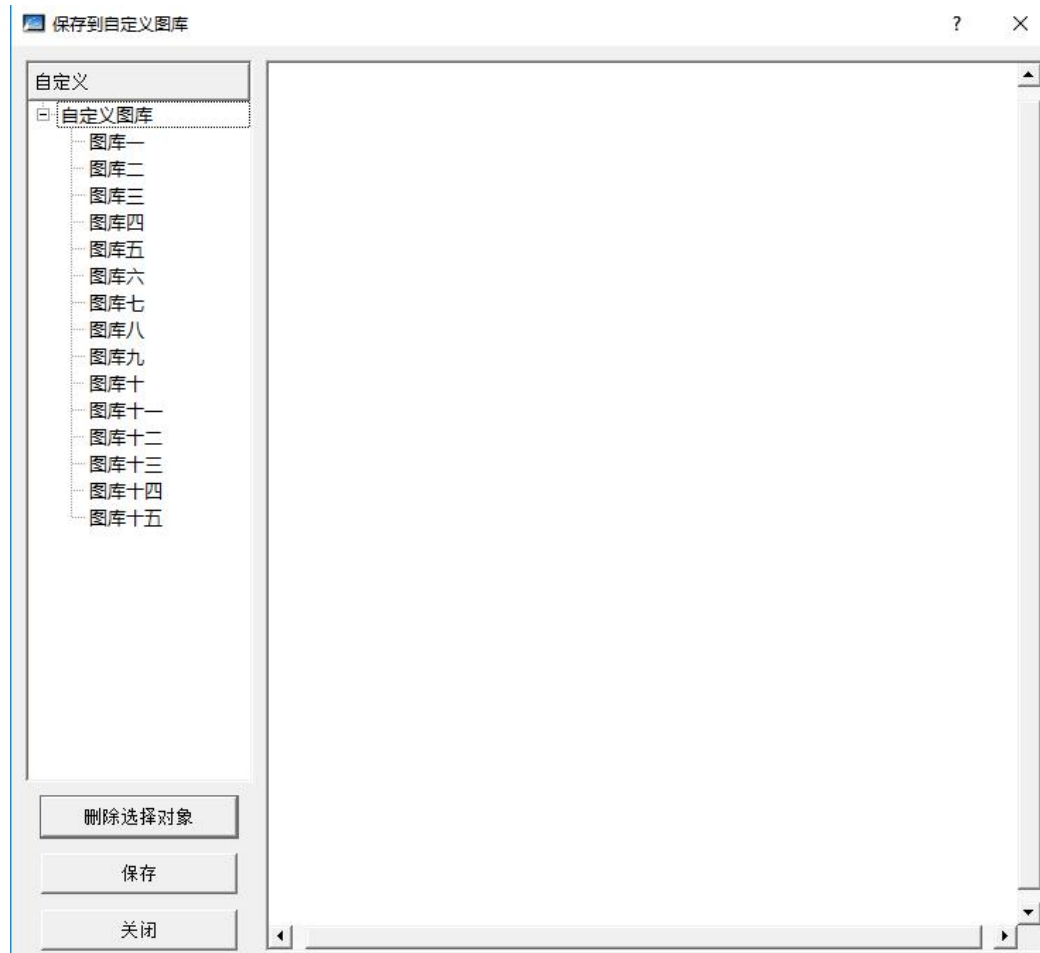 保存到自定义图库
?
自定义
自定义图库
图库一
图库二
图库三
图库四
图库五
图库六
图库七
图库八
图库九
图库十
图库十一
图库十二
图库十三
图库十四
图库十五
删除选择对象
保存
关闭